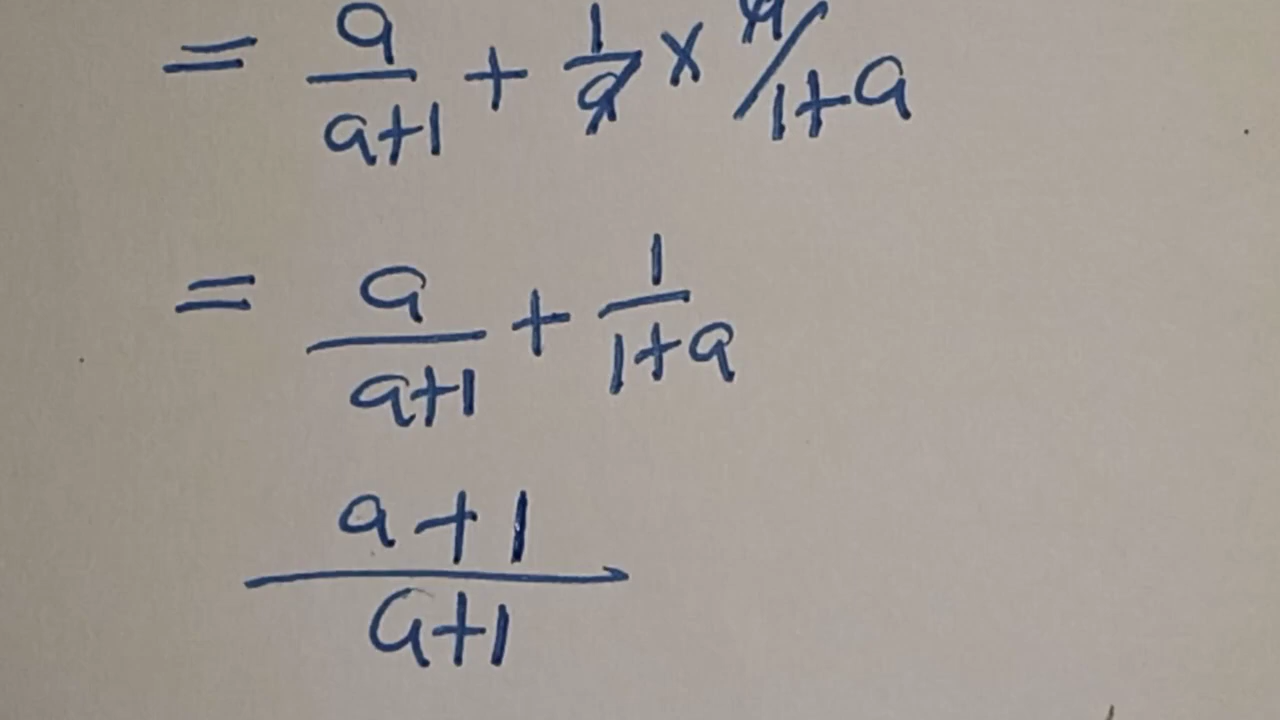 = a/(a+1) + 1/a × a/1+a
= a/(a+1) + 1/(1+a)
(a+1)/(a+1)